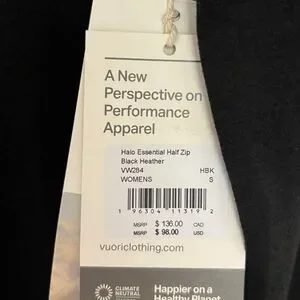 A New
Perspective on
Performance
Apparel
Halo Essential Half Zip
Black Heather
VW284 HBK
WOMENS S
1 96304 11319 2
MSRP $ 136.00 CAD
MSRP $ 98.00 USD
vuoriclothing.com
CLIMATE
NEUTRAL
Happier on a
Healthy Planet